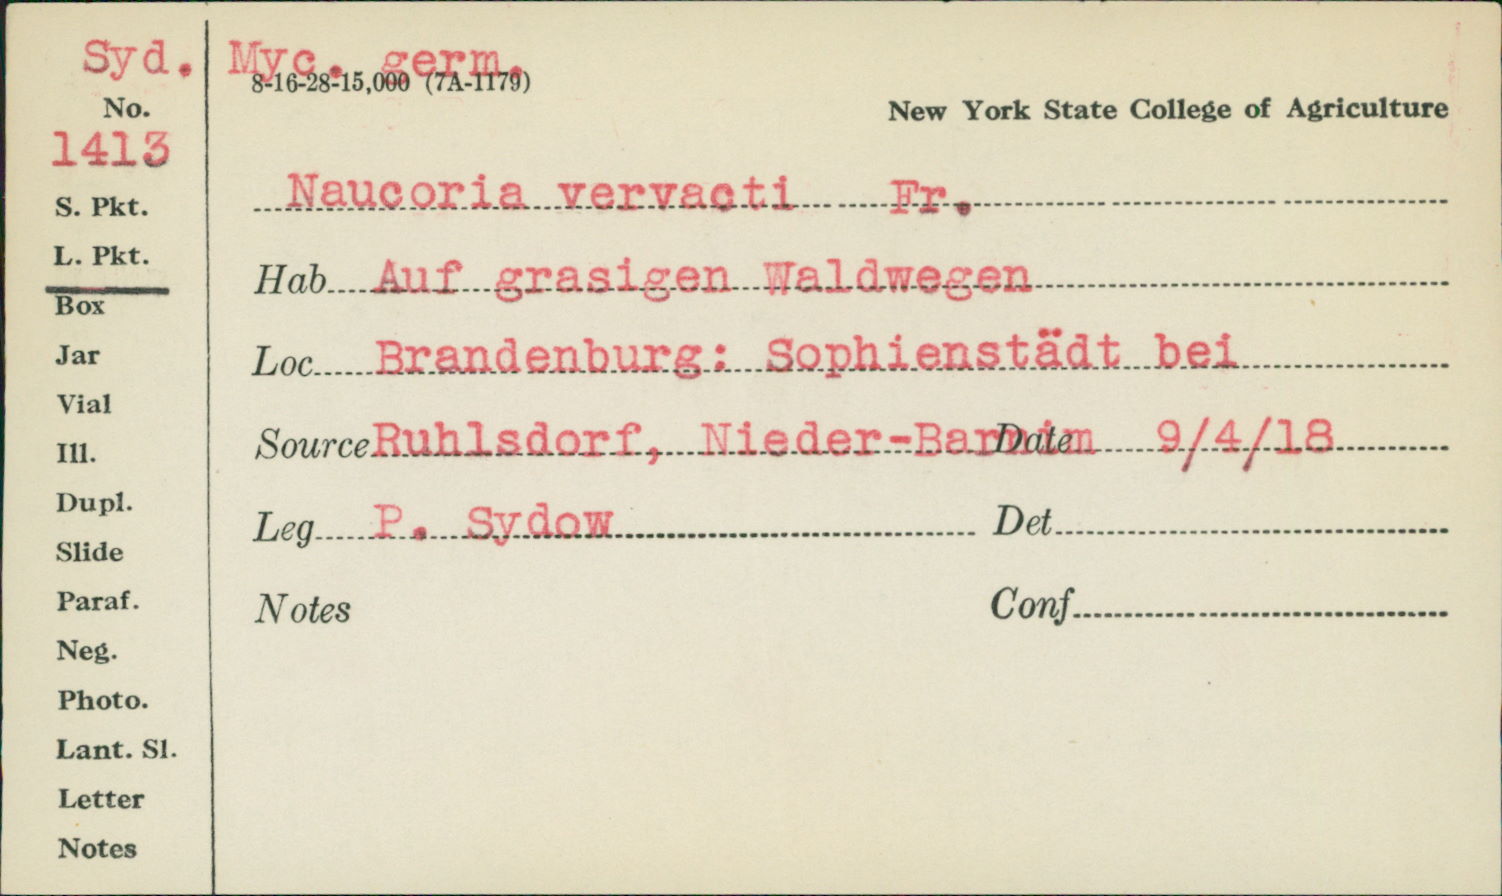 Syd. Myc. germ.
8-16-28-15,000 (7A-1179)
No.
New York State College of Agriculture
1413
Naucoria vervacti Fr.
S. Pkt.
L. Pkt.
Hab Auf grasigen Waldwegen
Box
Loc Brandenburg: Sophienstädt bei
Jar
Vial
Source Ruhlsdorf, Nieder-Barnim Date 9/4/18
Ill.
Dupl.
Leg P. Sydow Det
Slide
Paraf.
Notes Conf
Neg.
Photo.
Lant. Sl.
Letter
Notes